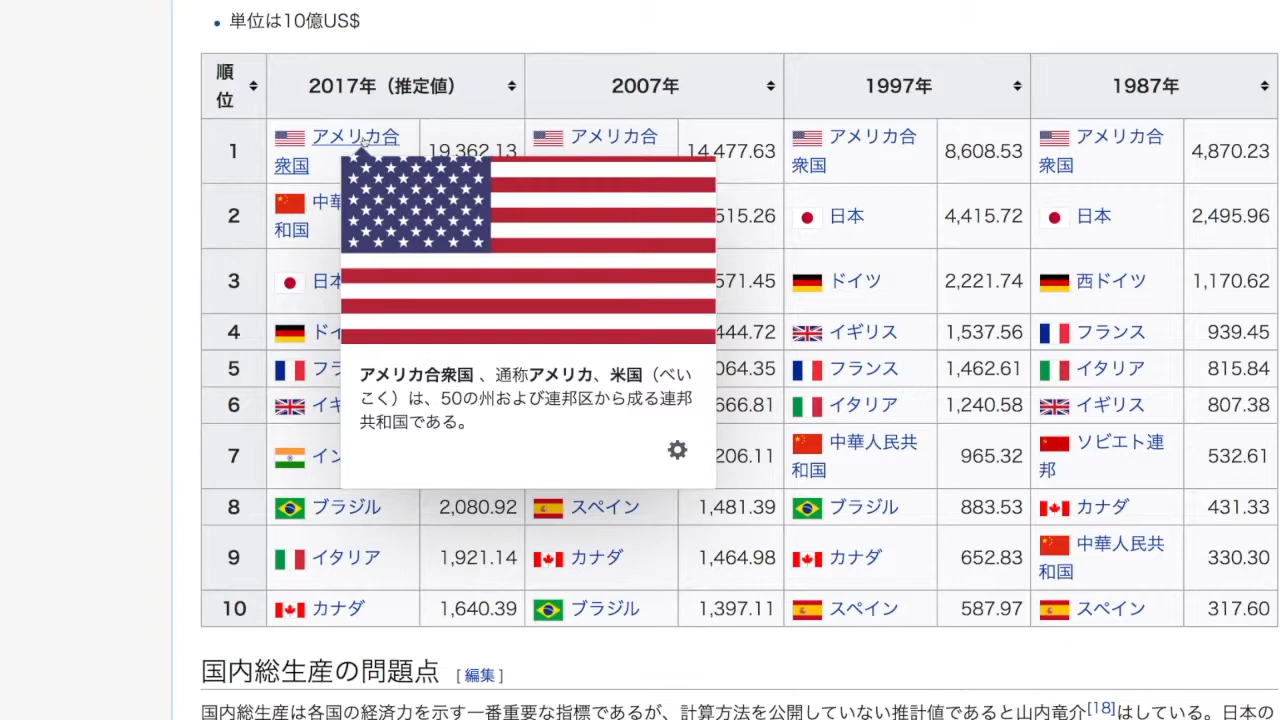 単位は10億US$
順位 2017年（推定値） 2007年 1997年 1987年
1 アメリカ合衆国 19,362.13 アメリカ合 14,477.63 アメリカ合衆国 8,608.53 アメリカ合衆国 4,870.23
2 中華 和国 515.26 日本 4,415.72 日本 2,495.96
3 日本 571.45 ドイツ 2,221.74 西ドイツ 1,170.62
4 ドイ 444.72 イギリス 1,537.56 フランス 939.45
5 フラ 064.35 フランス 1,462.61 イタリア 815.84
6 イギ 666.81 イタリア 1,240.58 イギリス 807.38
7 イン 206.11 中華人民共和国 965.32 ソビエト連邦 532.61
8 ブラジル 2,080.92 スペイン 1,481.39 ブラジル 883.53 カナダ 431.33
9 イタリア 1,921.14 カナダ 1,464.98 カナダ 652.83 中華人民共和国 330.30
10 カナダ 1,640.39 ブラジル 1,397.11 スペイン 587.97 スペイン 317.60
アメリカ合衆国 、通称アメリカ、米国（べい
こく）は、50の州および連邦区から成る連邦
共和国である。
国内総生産の問題点 [ 編集 ]
国内総生産は各国の経済力を示す一番重要な指標であるが、計算方法を公開していない推計値であると山内竜介[18]はしている。日本の